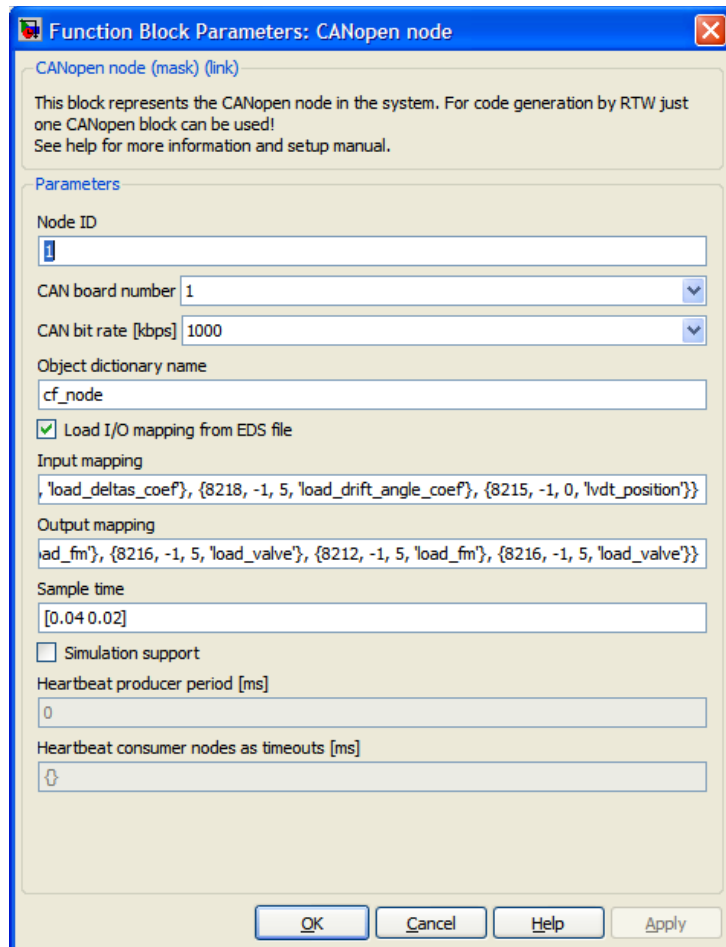 Function Block Parameters: CANopen node
CANopen node (mask) (link)
This block represents the CANopen node in the system. For code generation by RTW just
one CANopen block can be used!
See help for more information and setup manual.
Parameters
Node ID
1
CAN board number 1
CAN bit rate [kbps] 1000
Object dictionary name
cf_node
Load I/O mapping from EDS file
Input mapping
, 'load_deltas_coef'}, {8218, -1, 5, 'load_drift_angle_coef'}, {8215, -1, 0, 'lvdt_position'}}
Output mapping
oad_fm'}, {8216, -1, 5, 'load_valve'}, {8212, -1, 5, 'load_fm'}, {8216, -1, 5, 'load_valve'}}
Sample time
[0.04 0.02]
Simulation support
Heartbeat producer period [ms]
0
Heartbeat consumer nodes as timeouts [ms]
{}
OK Cancel Help Apply